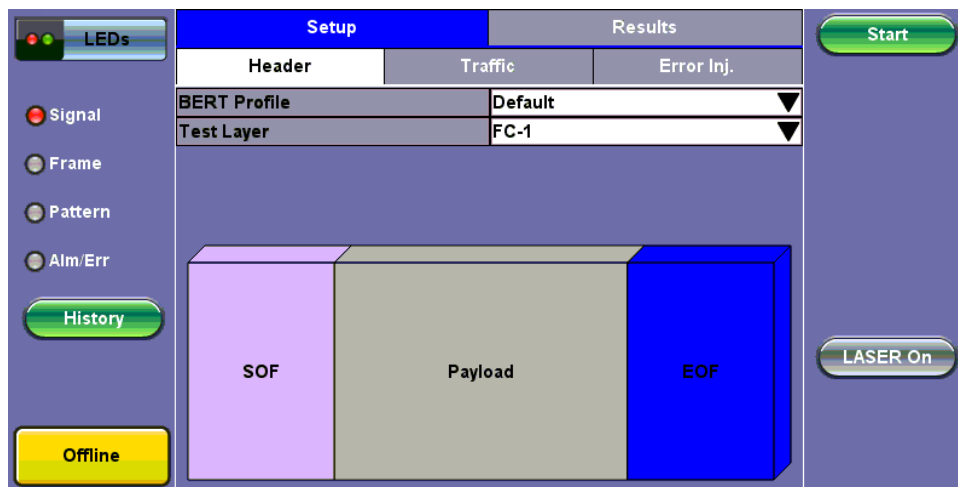 LEDs
Setup
Results
Start
Header
Traffic
Error Inj.
BERT Profile
Default
Test Layer
FC-1
Signal
Frame
Pattern
Alm/Err
History
SOF
Payload
EOF
LASER On
Offline